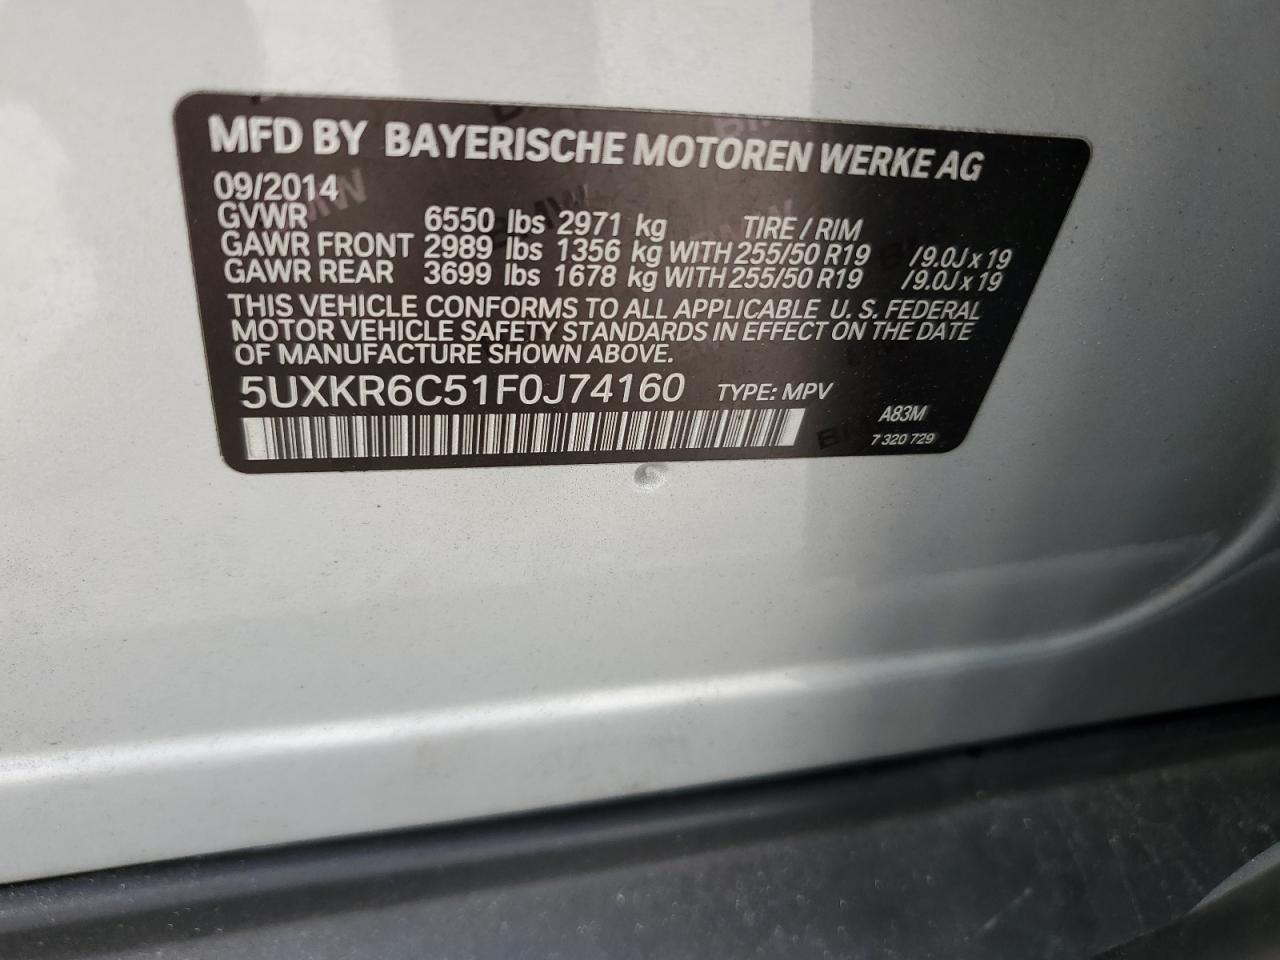 MFD BY BAYERISCHE MOTOREN WERKE AG
09/2014
GVWR 6550 lbs 2971 kg TIRE / RIM
GAWR FRONT 2989 lbs 1356 kg WITH 255/50 R19 /9.0J x 19
GAWR REAR 3699 lbs 1678 kg WITH 255/50 R19 /9.0J x 19
THIS VEHICLE CONFORMS TO ALL APPLICABLE U. S. FEDERAL
MOTOR VEHICLE SAFETY STANDARDS IN EFFECT ON THE DATE
OF MANUFACTURE SHOWN ABOVE.
5UXKR6C51F0J74160 TYPE: MPV
A83M
7 320 729